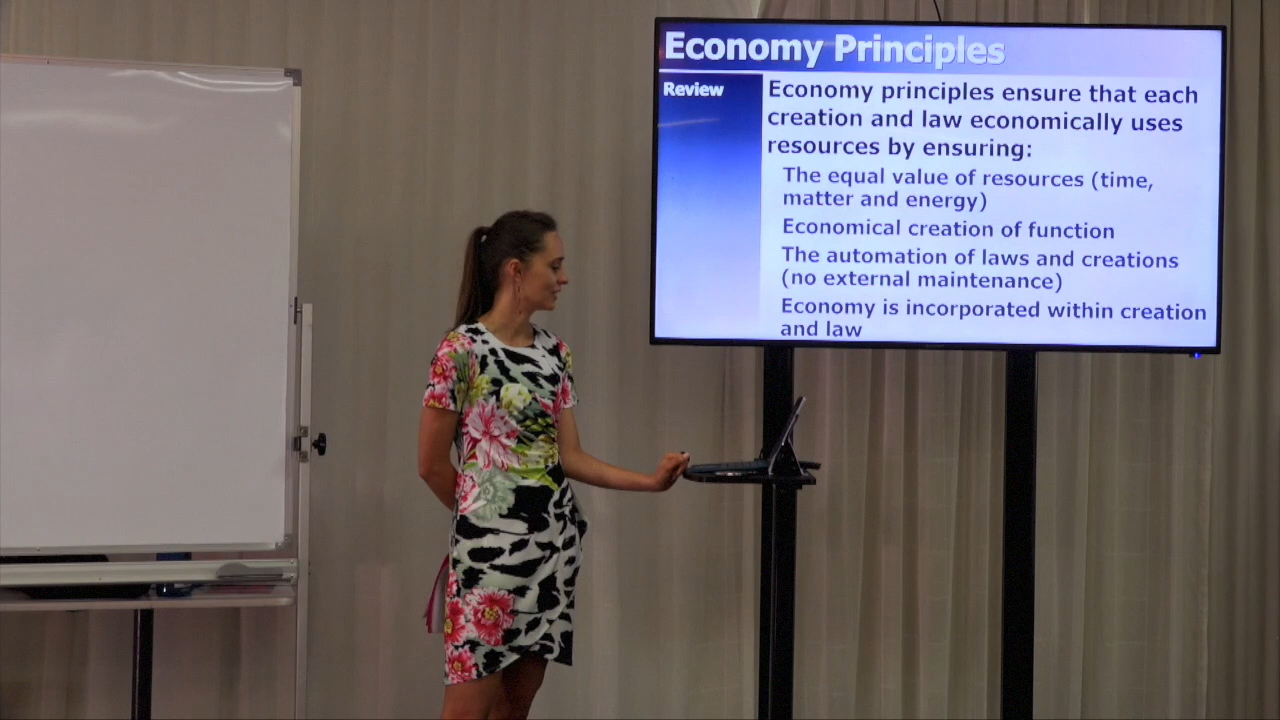 Economy Principles
Review
Economy principles ensure that each
creation and law economically uses
resources by ensuring:
The equal value of resources (time,
matter and energy)
Economical creation of function
The automation of laws and creations
(no external maintenance)
Economy is incorporated within creation
and law